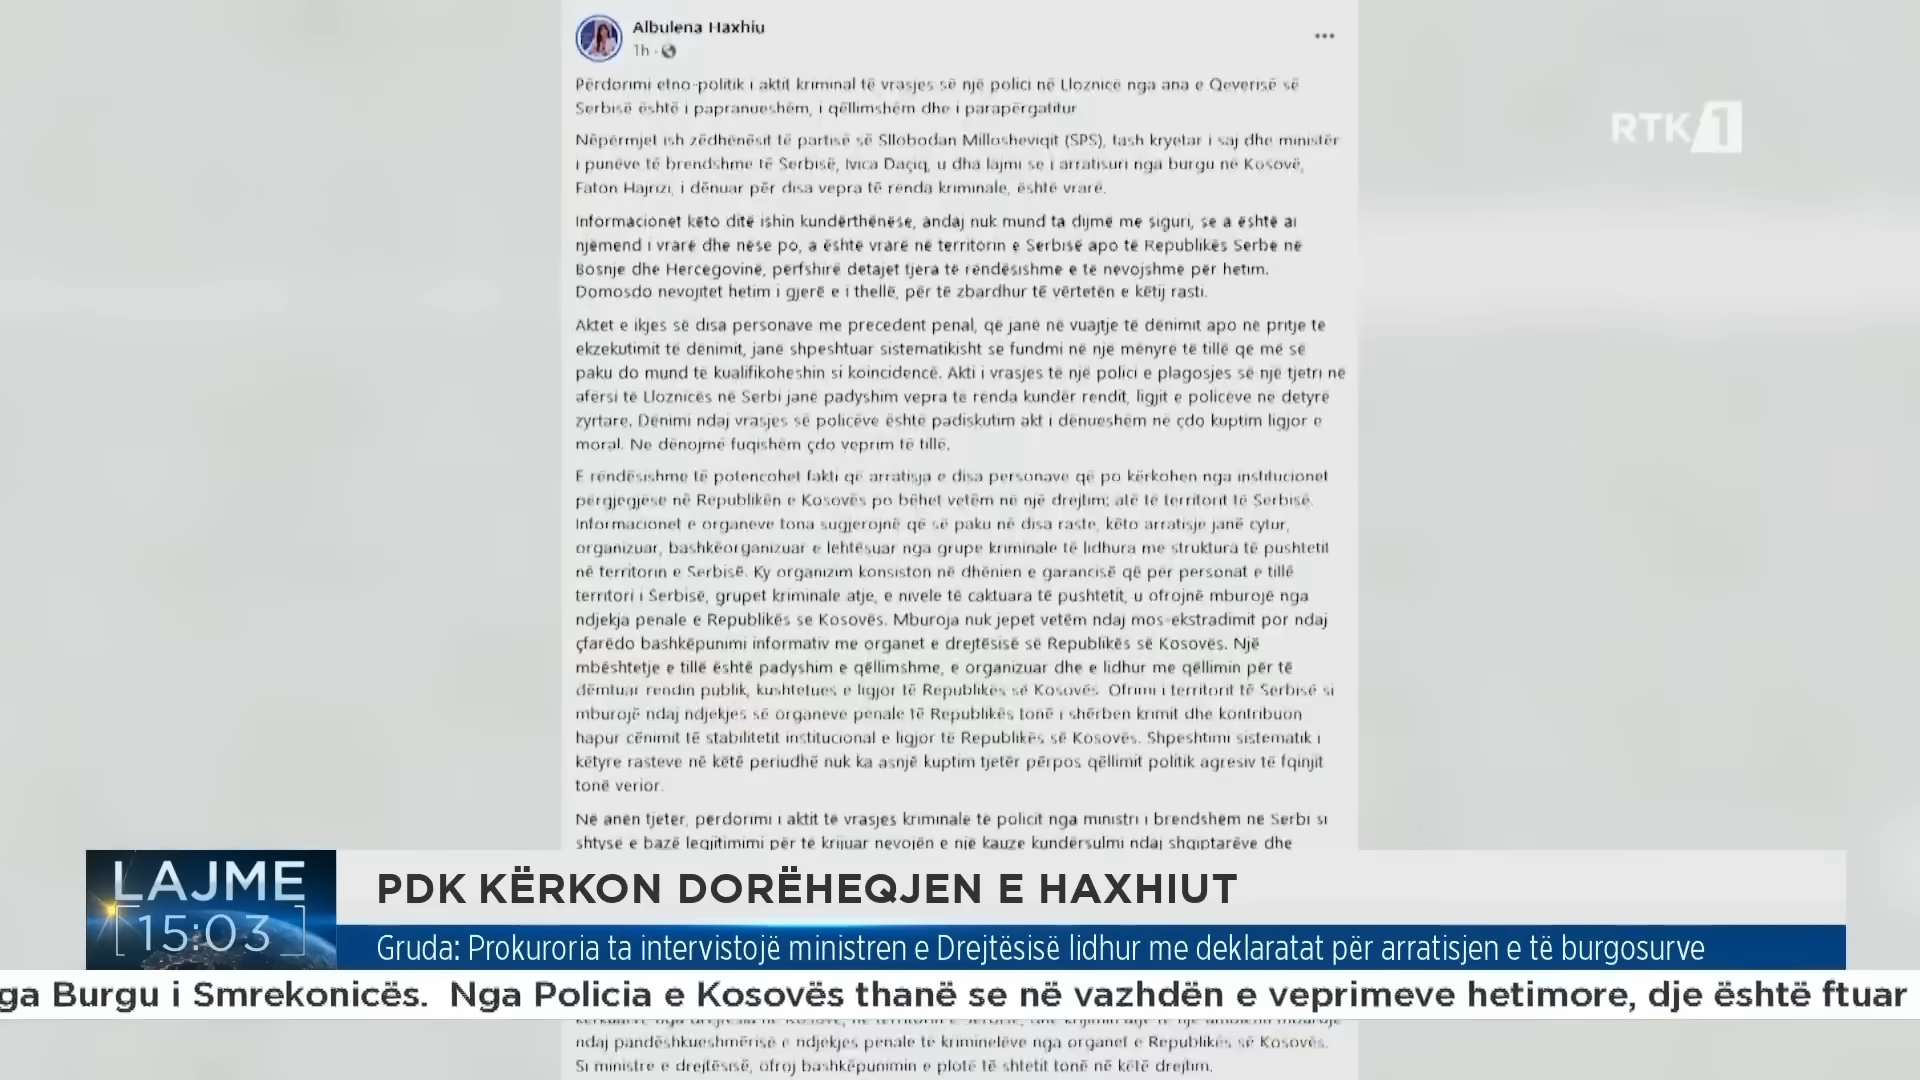 Albulena Haxhiu
1h
Përdorimi etno-politik i aktit kriminal të vrasjes së një polici në Lloznicë nga ana e Qeverisë së
Serbisë është i papranueshëm, i qëllimshëm dhe i parapërgatitur
RTK 1
Nëpërmjet ish zëdhënësit të partisë së Sllobodan Millosheviqit (SPS), tash kryetar i saj dhe ministër
i punëve të brendshme të Serbisë, Ivica Daçiq, u dha lajmi se i arratisuri nga burgu në Kosovë,
Faton Hajrizi, i dënuar për disa vepra të rënda kriminale, është vrarë.
Informacionet këto ditë ishin kundërthënëse, andaj nuk mund ta dijmë me siguri, se a është ai
njëmend i vrarë dhe nëse po, a është vrarë në territorin e Serbisë apo të Republikës Serbe në
Bosnje dhe Hercegovinë, përfshirë detajet tjera të rëndësishme e të nevojshme për hetim.
Domosdo nevojitet hetim i gjerë e i thellë, për të zbardhur të vërtetën e këtij rasti.
Aktet e ikjes së disa personave me precedent penal, që janë në vuajtje të dënimit apo në pritje të
ekzekutimit të dënimit, janë shpeshtuar sistematikisht së fundmi në një mënyrë të tillë që më së
paku do mund të kualifikoheshin si koincidencë. Akti i vrasjes të një polici e plagosjes së një tjetri në
afërsi të Lloznicës në Serbi janë padyshim vepra të rënda kundër rendit, ligjit e policëve në detyrë
zyrtare. Dënimi ndaj vrasjes së policëve është padiskutim akt i dënueshëm në çdo kuptim ligjor e
moral. Ne dënojmë fuqishëm çdo veprim të tillë.
E rëndësishme të potencohet fakti që arratisja e disa personave që po kërkohen nga institucionet
përgjegjëse në Republikën e Kosovës po bëhet vetëm në një drejtim; atë të territorit të Serbisë.
Informacionet e organeve tona sugjerojnë që së paku në disa raste, këto arratisje janë cytur,
organizuar, bashkëorganizuar e lehtësuar nga grupe kriminale të lidhura me struktura të pushtetit
në territorin e Serbisë. Ky organizim konsiston në dhënien e garancisë që për personat e tillë
territori i Serbisë, grupet kriminale atje, e nivele të caktuara të pushtetit, u ofrojnë mburojë nga
ndjekja penale e Republikës së Kosovës. Mburoja nuk jepet vetëm ndaj mos-ekstradimit por ndaj
çfarëdo bashkëpunimi informativ me organet e drejtësisë së Republikës së Kosovës. Një
mbështetje e tillë është padyshim e qëllimshme, e organizuar dhe e lidhur me qëllimin për të
dëmtuar rendin publik, kushtetues e ligjor të Republikës së Kosovës. Ofrimi i territorit të Serbisë si
mburojë ndaj ndjekjes së organeve penale të Republikës tonë i shërben krimit dhe kontribuon
hapur cënimit të stabilitetit institucional e ligjor të Republikës së Kosovës. Shpeshtimi sistematik i
këtyre rasteve në këtë periudhë nuk ka asnjë kuptim tjetër përpos qëllimit politik agresiv të fqinjit
tonë verior.
Në anën tjetër, përdorimi i aktit të vrasjes kriminale të policit nga ministri i brendshëm në Serbi si
shtysë e bazë legjitimimi për të krijuar nevojën e një kauze kundërsulmi ndaj shqiptarëve dhe
LAJME
15:03
PDK KËRKON DORËHEQJEN E HAXHIUT
Gruda: Prokuroria ta intervistojë ministren e Drejtësisë lidhur me deklaratat për arratisjen e të burgosurve
ga Burgu i Smrekonicës. Nga Policia e Kosovës thanë se në vazhdën e veprimeve hetimore, dje është ftuar
ndaj pandëshkueshmërisë e ndjekjes penale të kriminelëve nga organet e Republikës së Kosovës.
Si ministre e drejtësisë, ofroj bashkëpunimin e plotë të shtetit tonë në këtë drejtim.